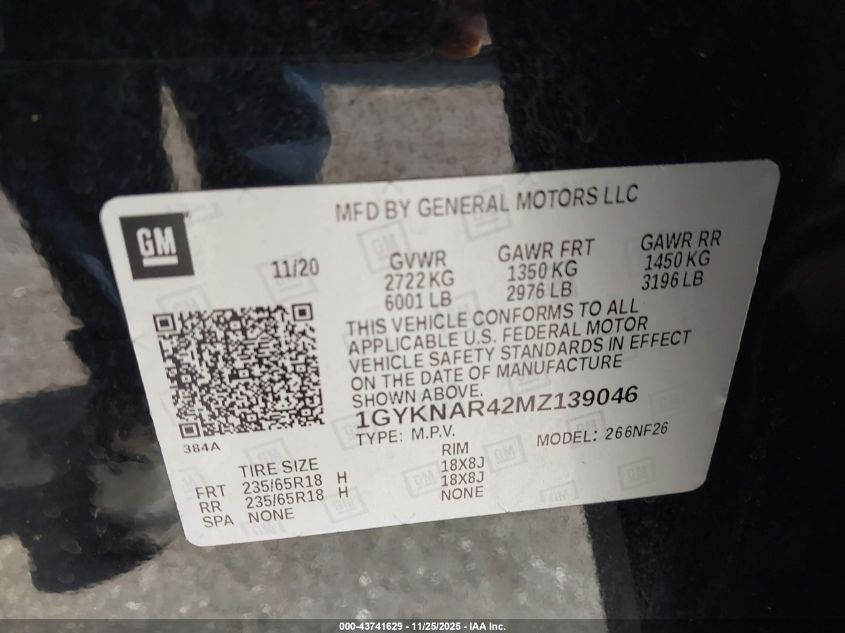 GM
MFD BY GENERAL MOTORS LLC
11/20
GVWR GAWR FRT GAWR RR
2722 KG 1350 KG 1450 KG
6001 LB 2976 LB 3196 LB
THIS VEHICLE CONFORMS TO ALL
APPLICABLE U.S. FEDERAL MOTOR
VEHICLE SAFETY STANDARDS IN EFFECT
ON THE DATE OF MANUFACTURE
SHOWN ABOVE.
1GYKNAR42MZ139046
TYPE: M.P.V. MODEL: 266NF26
384A
TIRE SIZE RIM
FRT 235/65R18 H 18X8J
RR 235/65R18 H 18X8J
SPA NONE NONE
000-43741629 - 11/25/2025 - IAA Inc.